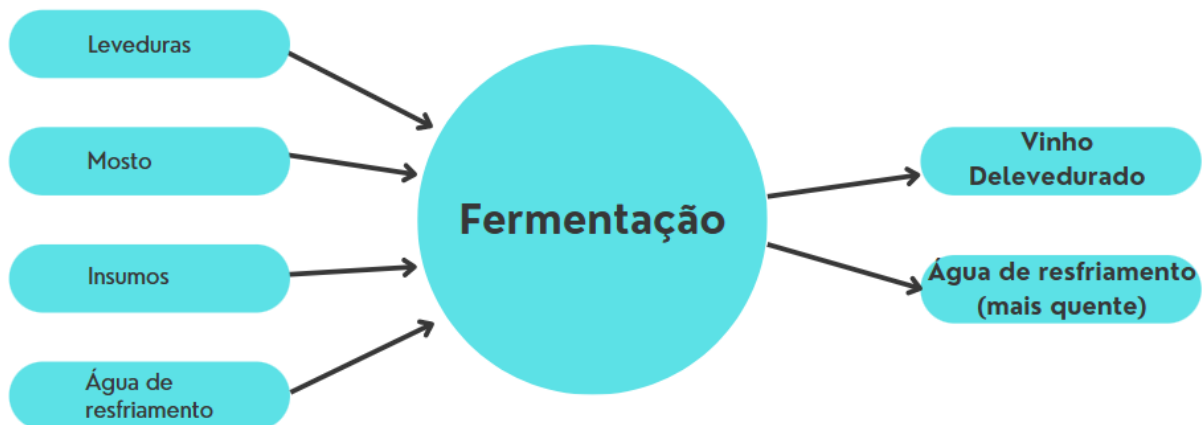 Leveduras
Mosto
Insumos
Água de
resfriamento
Fermentação
Vinho
Delevedurado
Água de resfriamento
(mais quente)